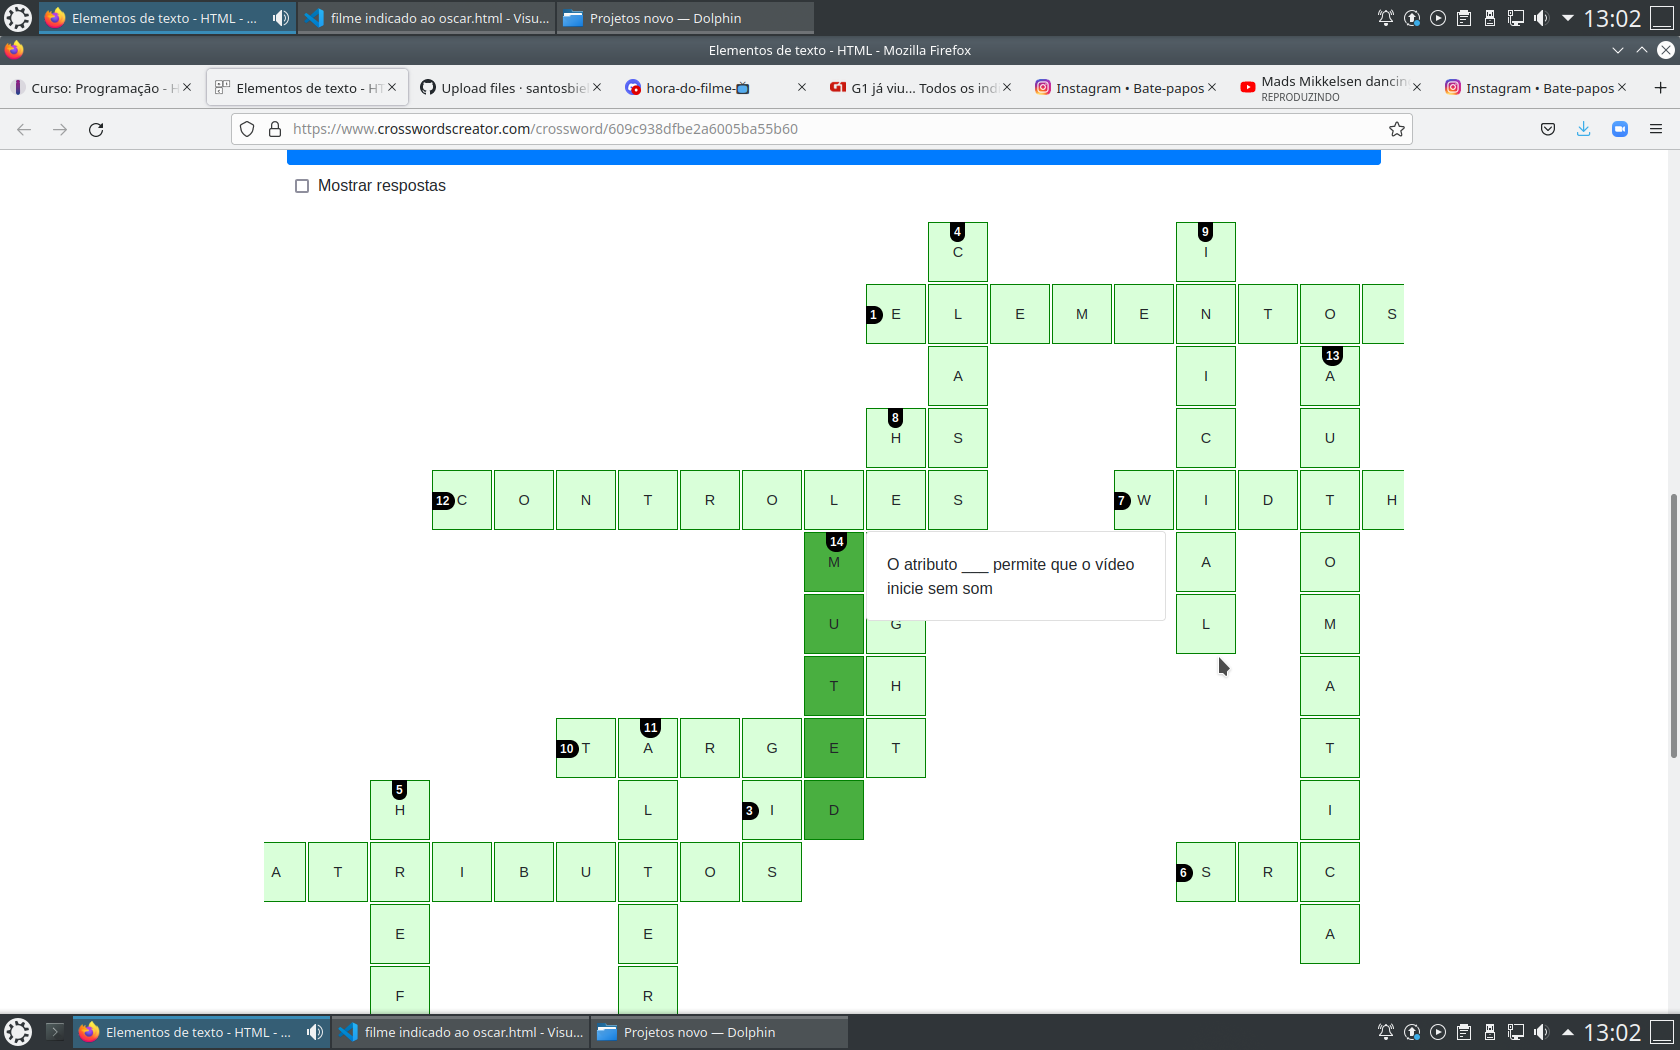 Elementos de texto - HTML - ...
filme indicado ao oscar.html - Visu...
Projetos novo — Dolphin
13:02
Elementos de texto - HTML - Mozilla Firefox
Curso: Programação - H
Elementos de texto - HT
Upload files · santosbiel
hora-do-filme-
G1 já viu... Todos os ind
Instagram • Bate-papos
Mads Mikkelsen dancin
REPRODUZINDO
Instagram • Bate-papos
https://www.crosswordscreator.com/crossword/609c938dfbe2a6005ba55b60
Mostrar respostas
4 C 9 I
1 E L E M E N T O S
A I 13 A
8 H S C U
12 C O N T R O L E S 7 W I D T H
14 M A O
O atributo ___ permite que o vídeo
inicie sem som
U G L M
T H A
10 T 11 A R G E T T
5 H L 3 I D I
A T R I B U T O S 6 S R C
E E A
F R
Elementos de texto - HTML - ...
filme indicado ao oscar.html - Visu...
Projetos novo — Dolphin
13:02